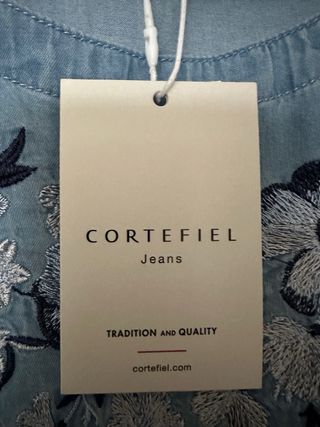 CORTEFIEL
Jeans
TRADITION AND QUALITY
cortefiel.com